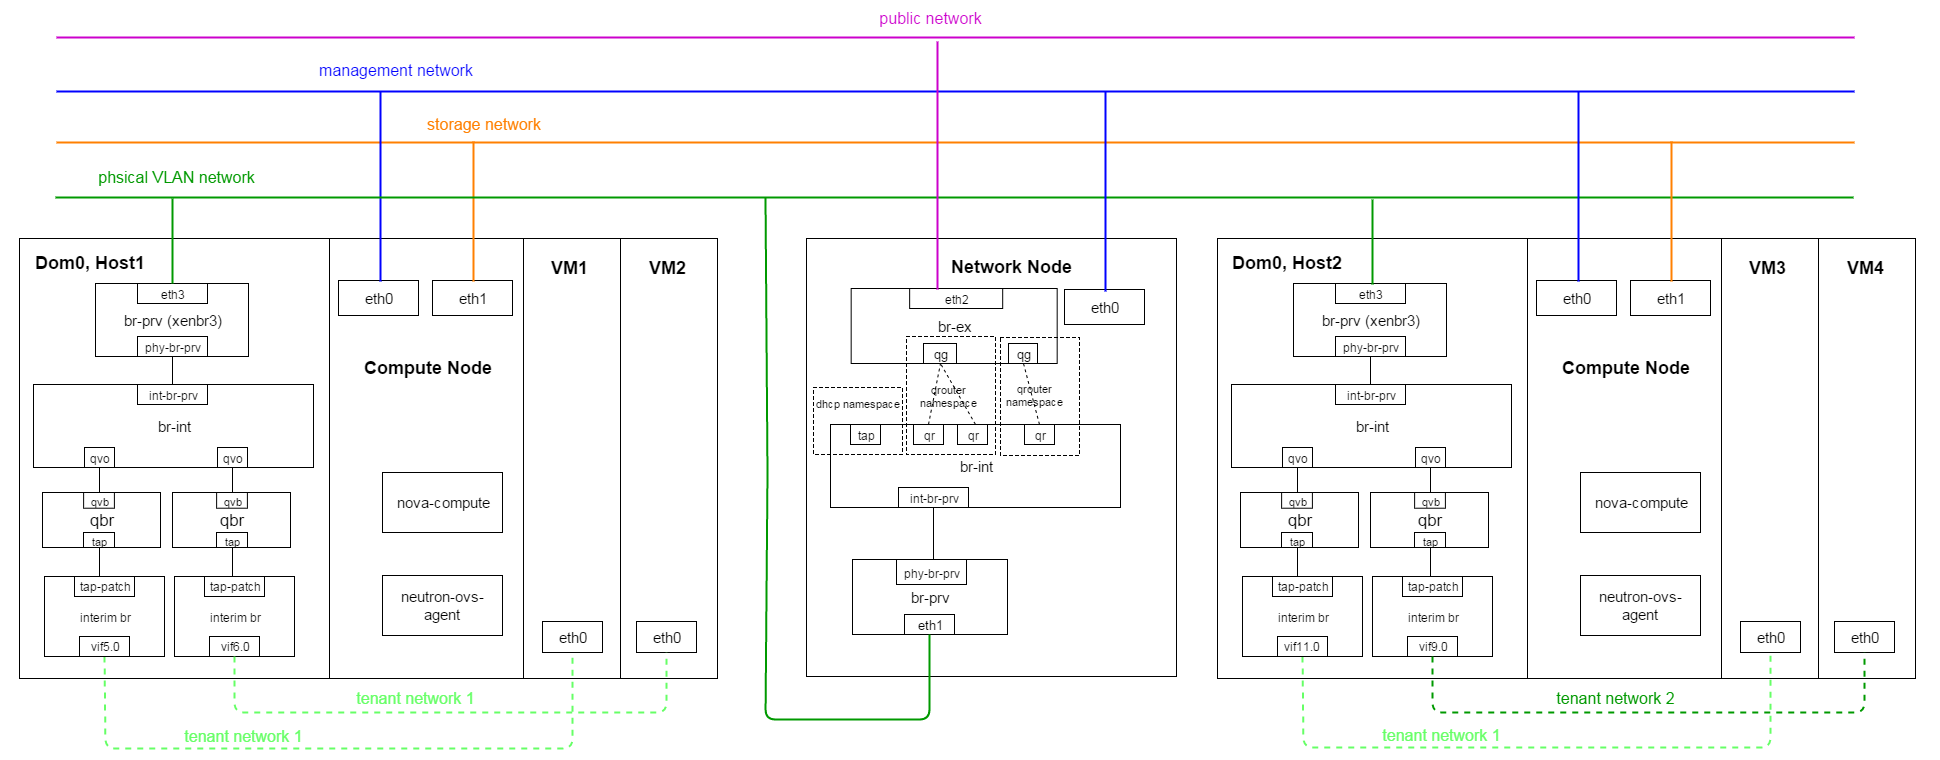 public network
management network
storage network
phsical VLAN network
Dom0, Host1
eth3
br-prv (xenbr3)
phy-br-prv
int-br-prv
br-int
qvo
qvo
qvb
qvb
qbr
qbr
tap
tap
tap-patch
tap-patch
interim br
interim br
vif5.0
vif6.0
eth0
eth1
Compute Node
nova-compute
neutron-ovs-
agent
VM1
eth0
VM2
eth0
tenant network 1
tenant network 1
Network Node
eth2
eth0
br-ex
qg
qg
dhcp namespace
qrouter
namespace
qrouter
namespace
tap
qr
qr
qr
br-int
int-br-prv
phy-br-prv
br-prv
eth1
Dom0, Host2
eth3
br-prv (xenbr3)
phy-br-prv
int-br-prv
br-int
qvo
qvo
qvb
qvb
qbr
qbr
tap
tap
tap-patch
tap-patch
interim br
interim br
vif11.0
vif9.0
eth0
eth1
Compute Node
nova-compute
neutron-ovs-
agent
VM3
eth0
VM4
eth0
tenant network 2
tenant network 1